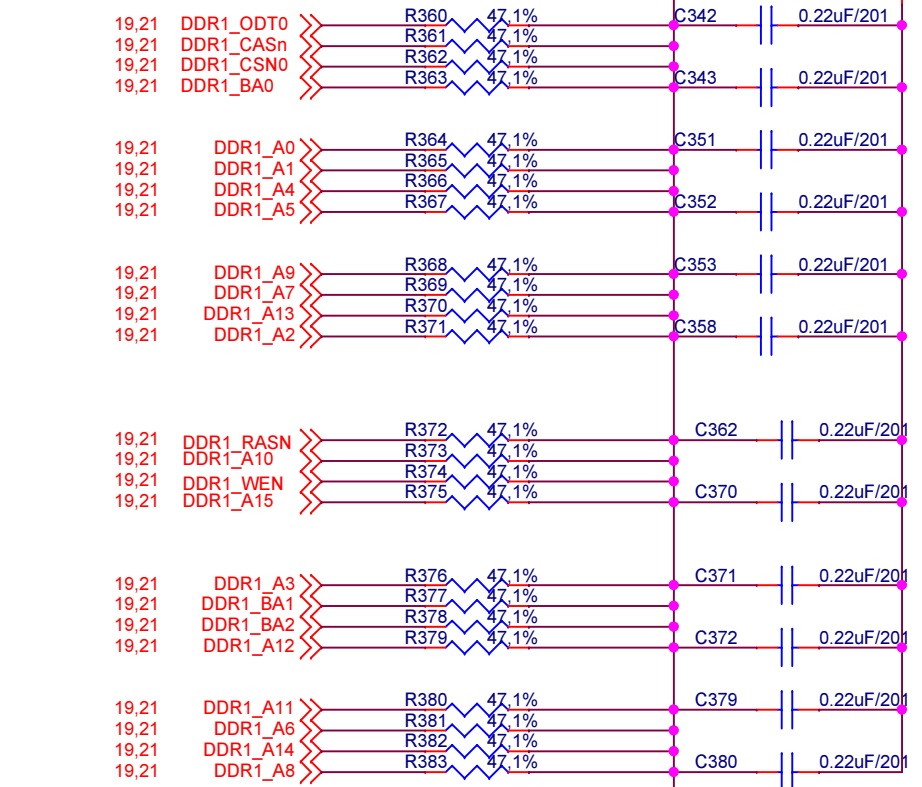 19,21 DDR1_ODT0 R360 47,1% C342 0.22uF/201
19,21 DDR1_CASn R361 47,1%
19,21 DDR1_CSN0 R362 47,1%
19,21 DDR1_BA0 R363 47,1% C343 0.22uF/201
19,21 DDR1_A0 R364 47,1% C351 0.22uF/201
19,21 DDR1_A1 R365 47,1%
19,21 DDR1_A4 R366 47,1%
19,21 DDR1_A5 R367 47,1% C352 0.22uF/201
19,21 DDR1_A9 R368 47,1% C353 0.22uF/201
19,21 DDR1_A7 R369 47,1%
19,21 DDR1_A13 R370 47,1%
19,21 DDR1_A2 R371 47,1% C358 0.22uF/201
19,21 DDR1_RASN R372 47,1% C362 0.22uF/201
19,21 DDR1_A10 R373 47,1%
19,21 DDR1_WEN R374 47,1%
19,21 DDR1_A15 R375 47,1% C370 0.22uF/201
19,21 DDR1_A3 R376 47,1% C371 0.22uF/201
19,21 DDR1_BA1 R377 47,1%
19,21 DDR1_BA2 R378 47,1%
19,21 DDR1_A12 R379 47,1% C372 0.22uF/201
19,21 DDR1_A11 R380 47,1% C379 0.22uF/201
19,21 DDR1_A6 R381 47,1%
19,21 DDR1_A14 R382 47,1%
19,21 DDR1_A8 R383 47,1% C380 0.22uF/201